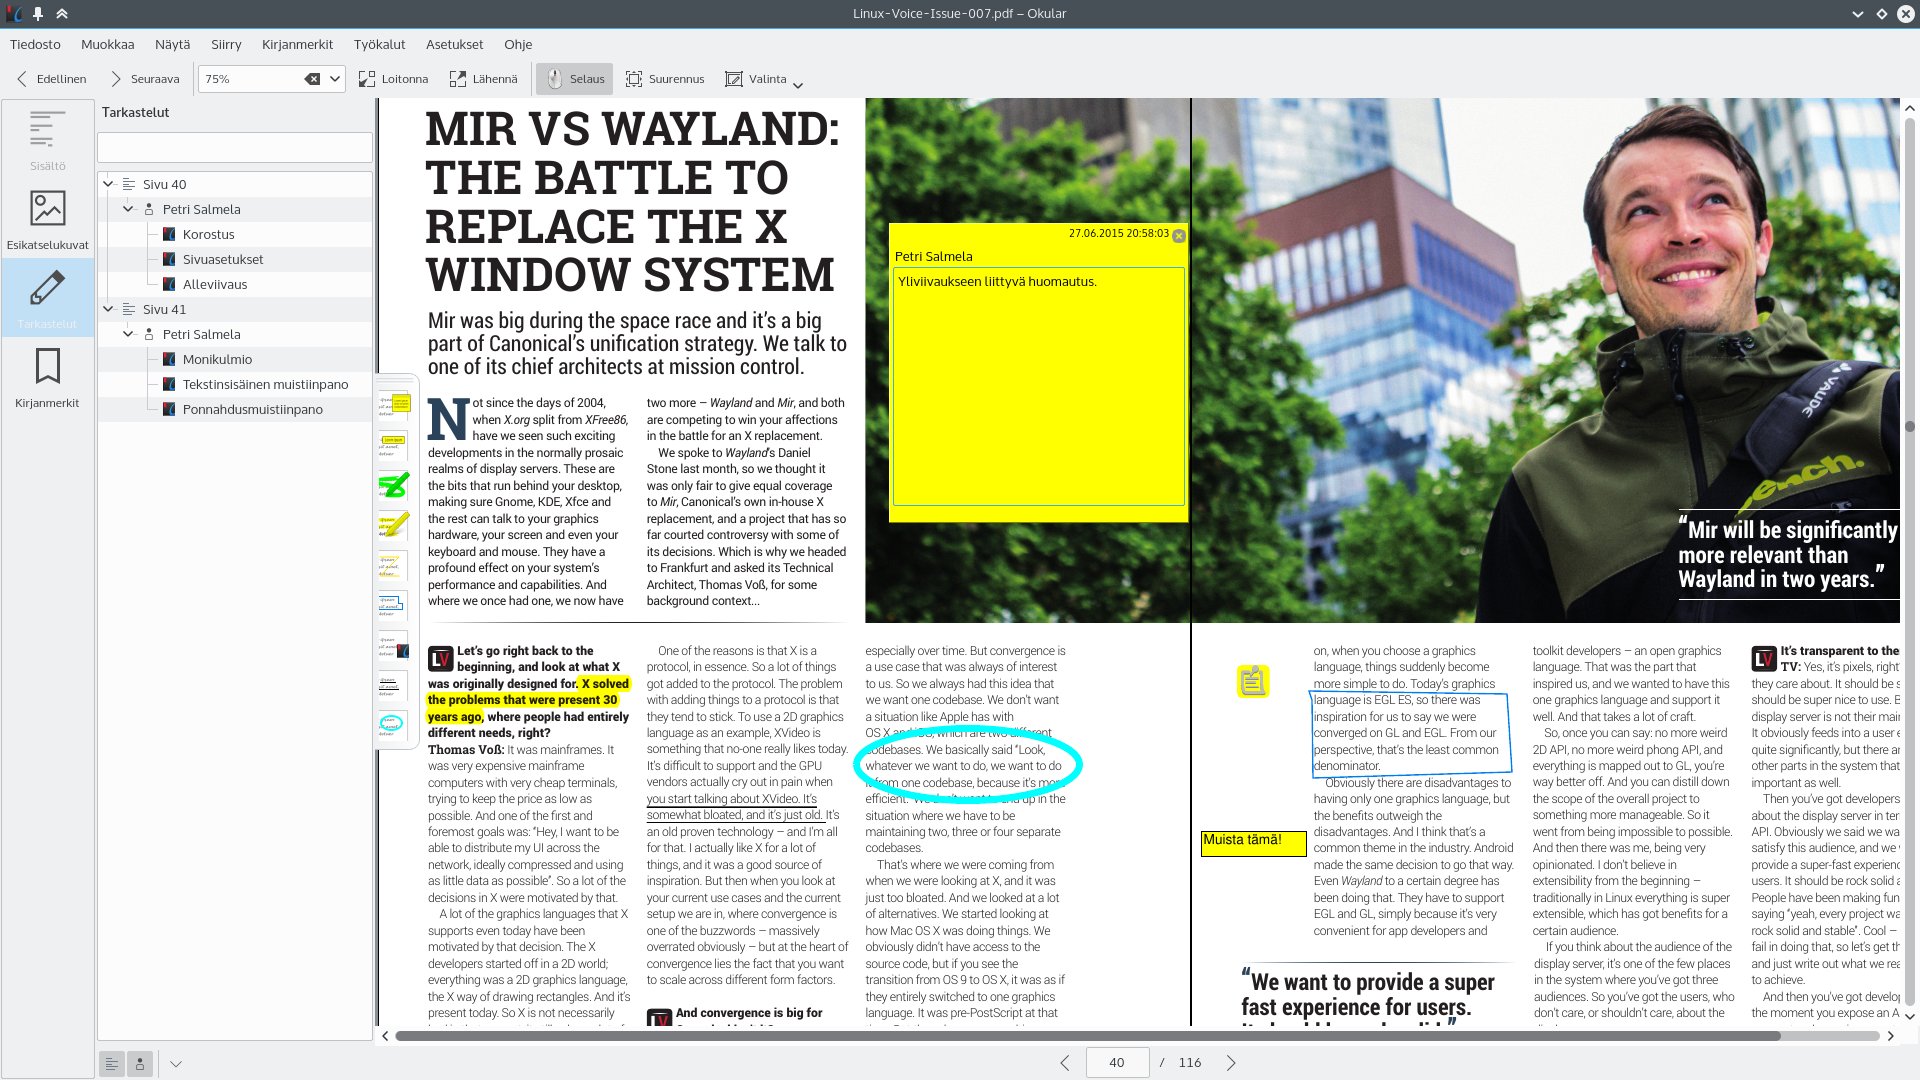 Linux-Voice-Issue-007.pdf – Okular
Tiedosto Muokkaa Näytä Siirry Kirjanmerkit Työkalut Asetukset Ohje
Edellinen Seuraava 75% Loitonna Lähennä Selaus Suurennus Valinta
Sisältö
Esikatselukuvat
Tarkastelut
Kirjanmerkit
Tarkastelut
Sivu 40
Petri Salmela
Korostus
Sivuasetukset
Alleviivaus
Sivu 41
Petri Salmela
Monikulmio
Tekstinsisäinen muistiinpano
Ponnahdusmuistiinpano
MIR VS WAYLAND:
THE BATTLE TO
REPLACE THE X
WINDOW SYSTEM
Mir was big during the space race and it's a big
part of Canonical's unification strategy. We talk to
one of its chief architects at mission control.
Not since the days of 2004,
when X.org split from XFree86,
have we seen such exciting
developments in the normally prosaic
realms of display servers. These are
the bits that run behind your desktop,
making sure Gnome, KDE, Xfce and
the rest can talk to your graphics
hardware, your screen and even your
keyboard and mouse. They have a
profound effect on your system's
performance and capabilities. And
where we once had one, we now have
two more – Wayland and Mir, and both
are competing to win your affections
in the battle for an X replacement.
We spoke to Wayland's Daniel
Stone last month, so we thought it
was only fair to give equal coverage
to Mir, Canonical's own in-house X
replacement, and a project that has so
far courted controversy with some of
its decisions. Which is why we headed
to Frankfurt and asked its Technical
Architect, Thomas Voß, for some
background context...
27.06.2015 20:58:03
Petri Salmela
Yliviivaukseen liittyvä huomautus.
VAUDE
“Mir will be significantly
more relevant than
Wayland in two years.”
LV Let's go right back to the
beginning, and look at what X
was originally designed for. X solved
the problems that were present 30
years ago, where people had entirely
different needs, right?
Thomas Voß: It was mainframes. It
was very expensive mainframe
computers with very cheap terminals,
trying to keep the price as low as
possible. And one of the first and
foremost goals was: “Hey, I want to be
able to distribute my UI across the
network, ideally compressed and using
as little data as possible”. So a lot of the
decisions in X were motivated by that.
A lot of the graphics languages that X
supports even today have been
motivated by that decision. The X
developers started off in a 2D world;
everything was a 2D graphics language,
the X way of drawing rectangles. And it's
present today. So X is not necessarily
One of the reasons is that X is a
protocol, in essence. So a lot of things
got added to the protocol. The problem
with adding things to a protocol is that
they tend to stick. To use a 2D graphics
language as an example, XVideo is
something that no-one really likes today.
It's difficult to support and the GPU
vendors actually cry out in pain when
you start talking about XVideo. It's
somewhat bloated, and it's just old. It's
an old proven technology – and I'm all
for that. I actually like X for a lot of
things, and it was a good source of
inspiration. But then when you look at
your current use cases and the current
setup we are in, where convergence is
one of the buzzwords – massively
overrated obviously – but at the heart of
convergence lies the fact that you want
to scale across different form factors.
LV And convergence is big for
especially over time. But convergence is
a use case that was always of interest
to us. So we always had this idea that
we want one codebase. We don't want
a situation like Apple has with
OS X and iOS, which are two different
codebases. We basically said “Look,
whatever we want to do, we want to do
it from one codebase, because it's more
efficient.” We don't want to end up in the
situation where we have to be
maintaining two, three or four separate
codebases.
That's where we were coming from
when we were looking at X, and it was
just too bloated. And we looked at a lot
of alternatives. We started looking at
how Mac OS X was doing things. We
obviously didn't have access to the
source code, but if you see the
transition from OS 9 to OS X, it was as if
they entirely switched to one graphics
language. It was pre-PostScript at that
Muista tämä!
on, when you choose a graphics
language, things suddenly become
more simple to do. Today's graphics
language is EGL ES, so there was
inspiration for us to say we were
converged on GL and EGL. From our
perspective, that's the least common
denominator.
Obviously there are disadvantages to
having only one graphics language, but
the benefits outweigh the
disadvantages. And I think that's a
common theme in the industry. Android
made the same decision to go that way.
Even Wayland to a certain degree has
been doing that. They have to support
EGL and GL, simply because it's very
convenient for app developers and
“We want to provide a super
fast experience for users.
toolkit developers – an open graphics
language. That was the part that
inspired us, and we wanted to have this
one graphics language and support it
well. And that takes a lot of craft.
So, once you can say: no more weird
2D API, no more weird phong API, and
everything is mapped out to GL, you're
way better off. And you can distill down
the scope of the overall project to
something more manageable. So it
went from being impossible to possible.
And then there was me, being very
opinionated. I don't believe in
extensibility from the beginning –
traditionally in Linux everything is super
extensible, which has got benefits for a
certain audience.
If you think about the audience of the
display server, it's one of the few places
in the system where you've got three
audiences. So you've got the users, who
don't care, or shouldn't care, about the
LV It's transparent to the
TV: Yes, it's pixels, right
they care about. It should be
should be super nice to use.
display server is not their
It obviously feeds into a user
quite significantly, but there
other parts in the system that
important as well.
Then you've got developers
about the display server in
API. Obviously we said we
satisfy this audience, and we
provide a super-fast
users. It should be rock solid
People have been making fun
saying “yeah, every project
rock solid and stable”. Cool –
fail in doing that, so let's get
and just write out what we
to achieve.
And then you've got
the moment you expose an
40 / 116